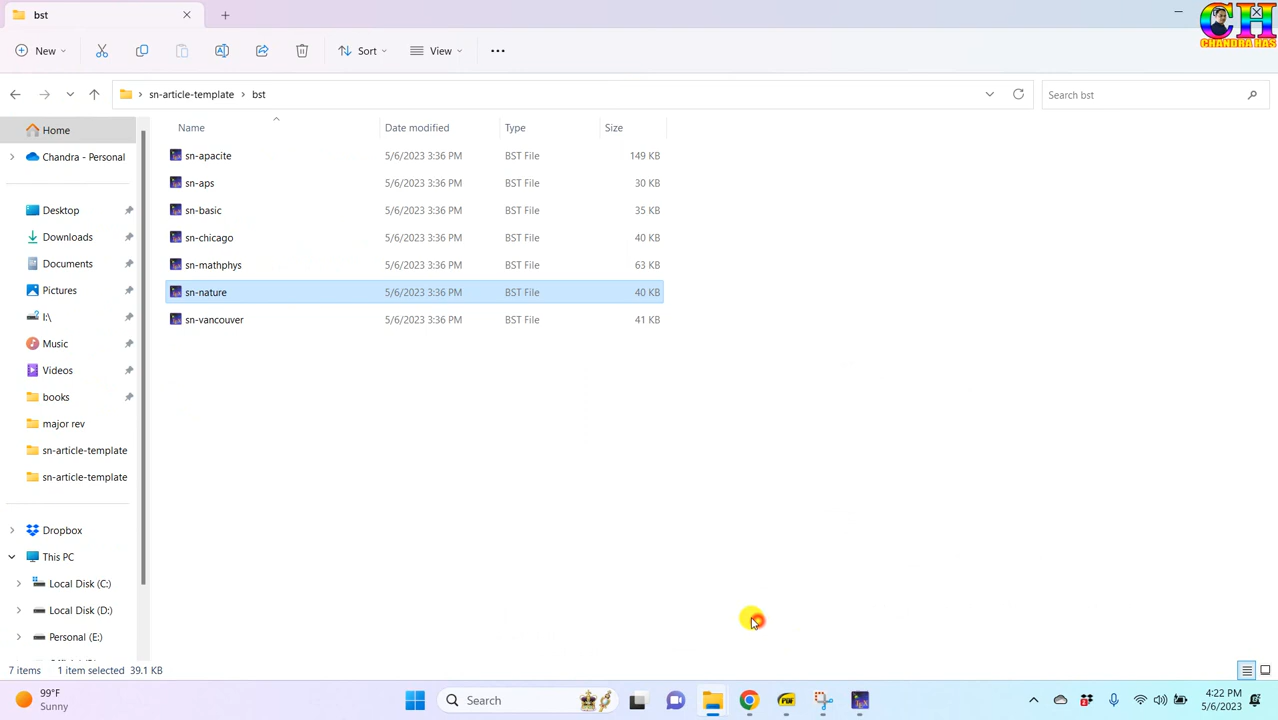 bst
CH
CHANDRA HAS
New
Sort
View
sn-article-template
bst
Search bst
Name
Date modified
Type
Size
sn-apacite 5/6/2023 3:36 PM BST File 149 KB
sn-aps 5/6/2023 3:36 PM BST File 30 KB
sn-basic 5/6/2023 3:36 PM BST File 35 KB
sn-chicago 5/6/2023 3:36 PM BST File 40 KB
sn-mathphys 5/6/2023 3:36 PM BST File 63 KB
sn-nature 5/6/2023 3:36 PM BST File 40 KB
sn-vancouver 5/6/2023 3:36 PM BST File 41 KB
Home
Chandra - Personal
Desktop
Downloads
Documents
Pictures
I:\
Music
Videos
books
major rev
sn-article-template
sn-article-template
Dropbox
This PC
Local Disk (C:)
Local Disk (D:)
Personal (E:)
7 items 1 item selected 39.1 KB
99°F
Sunny
Search
4:22 PM
5/6/2023